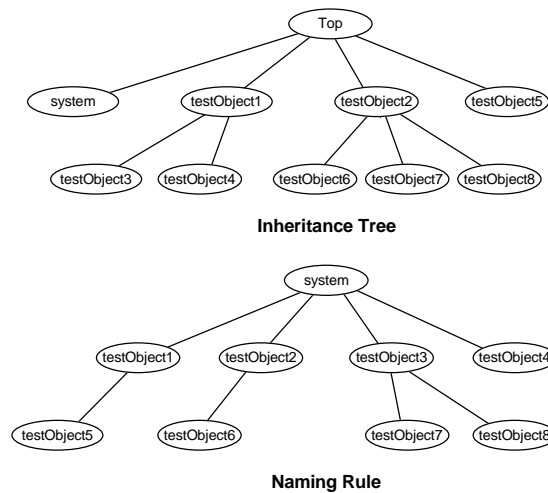 Top
system
testObject1
testObject2
testObject5
testObject3
testObject4
testObject6
testObject7
testObject8
Inheritance Tree
system
testObject1
testObject2
testObject3
testObject4
testObject5
testObject6
testObject7
testObject8
Naming Rule